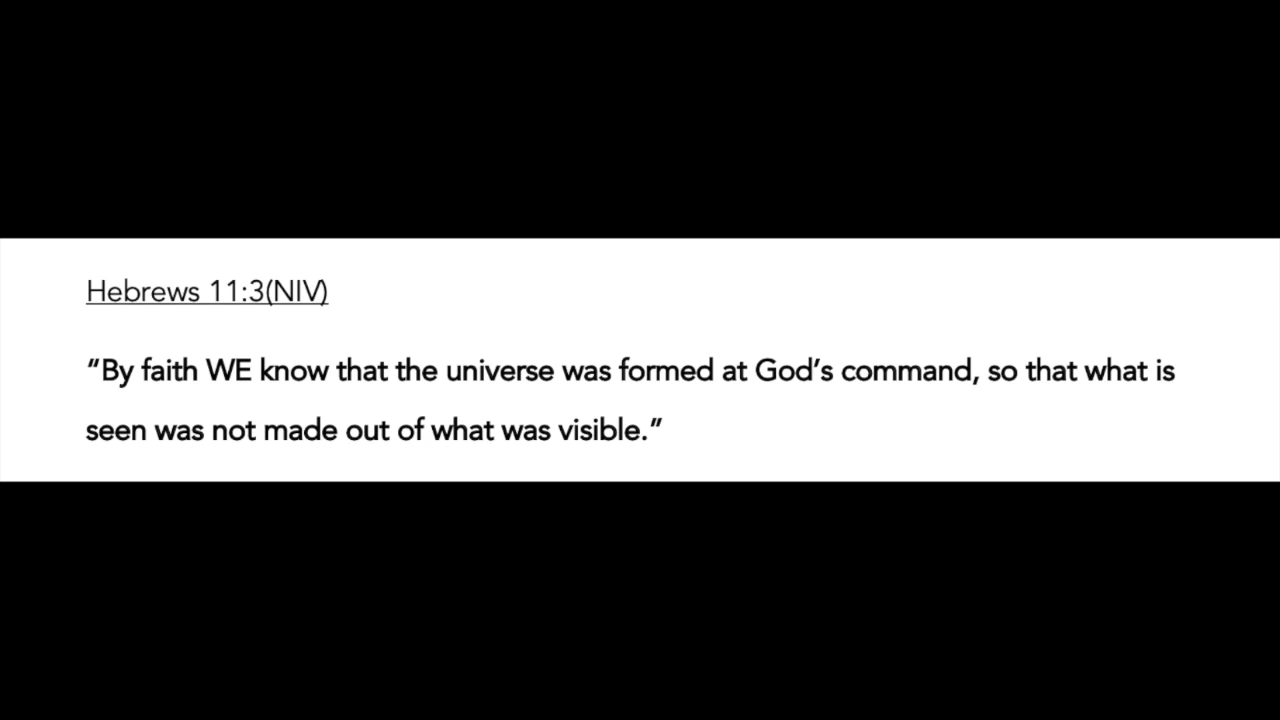 Hebrews 11:3(NIV)
“By faith WE know that the universe was formed at God’s command, so that what is
seen was not made out of what was visible.”